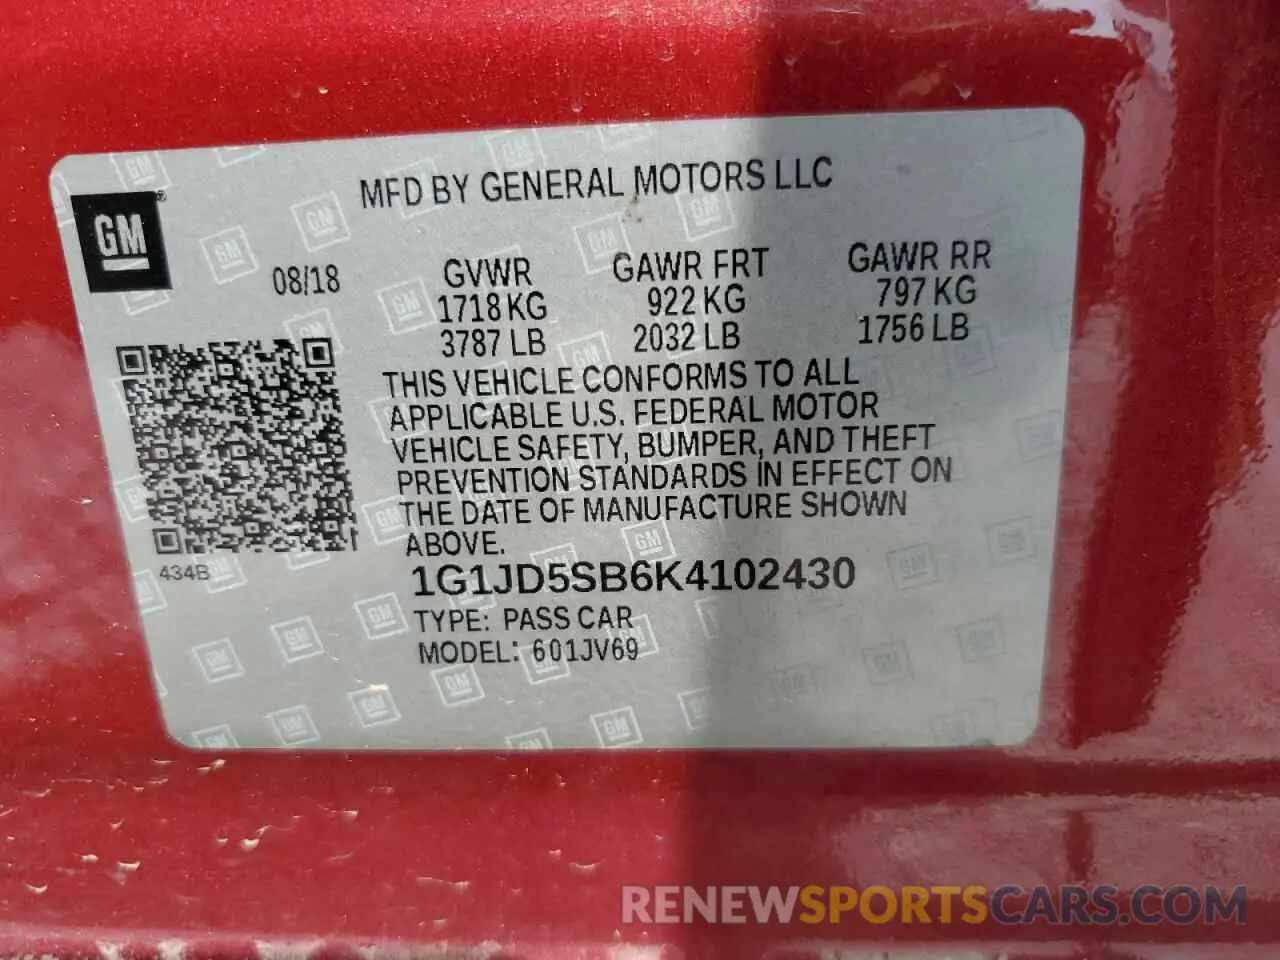 MFD BY GENERAL MOTORS LLC
GM
®
08/18
GVWR GAWR FRT GAWR RR
1718 KG 922 KG 797 KG
3787 LB 2032 LB 1756 LB
THIS VEHICLE CONFORMS TO ALL
APPLICABLE U.S. FEDERAL MOTOR
VEHICLE SAFETY, BUMPER, AND THEFT
PREVENTION STANDARDS IN EFFECT ON
THE DATE OF MANUFACTURE SHOWN
ABOVE.
434B
1G1JD5SB6K4102430
TYPE: PASS CAR
MODEL: 601JV69
RENEWSPORTSCARS.COM